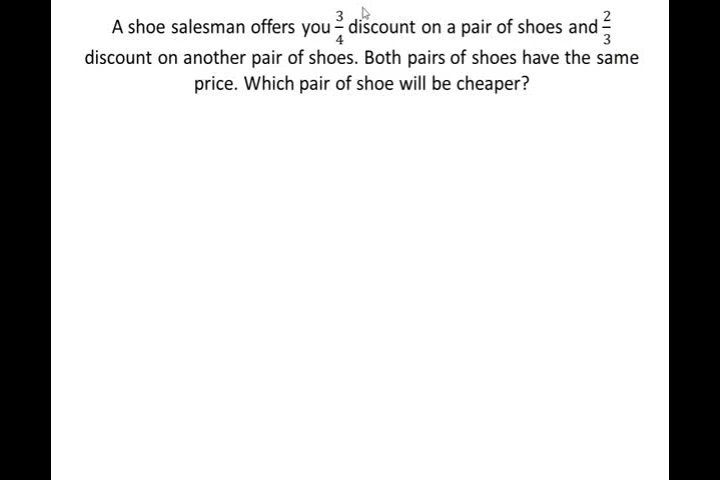 A shoe salesman offers you 3/4 discount on a pair of shoes and 2/3
discount on another pair of shoes. Both pairs of shoes have the same
price. Which pair of shoe will be cheaper?